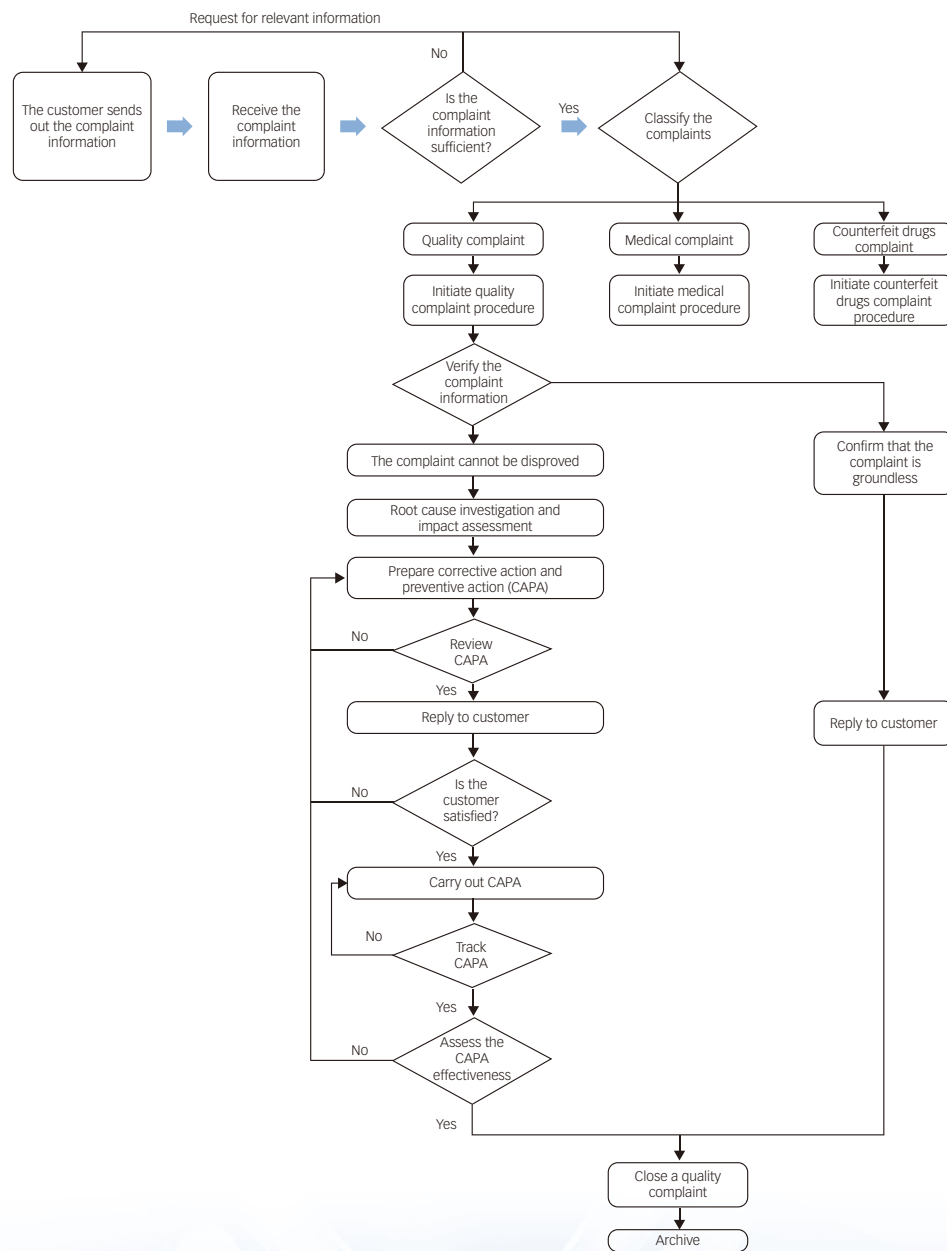 Request for relevant information
No
The customer sends
out the complaint
information
Receive the
complaint
information
Is the
complaint
information
sufficient?
Yes
Classify the
complaints
Quality complaint
Medical complaint
Counterfeit drugs
complaint
Initiate quality
complaint procedure
Initiate medical
complaint procedure
Initiate counterfeit
drugs complaint
procedure
Verify the
complaint
information
The complaint cannot be disproved
Confirm that the
complaint is
groundless
Root cause investigation and
impact assessment
Prepare corrective action and
preventive action (CAPA)
No
Review
CAPA
Yes
Reply to customer
Reply to customer
No
Is the
customer
satisfied?
Yes
Carry out CAPA
No
Track
CAPA
Yes
No
Assess the
CAPA
effectiveness
Yes
Close a quality
complaint
Archive